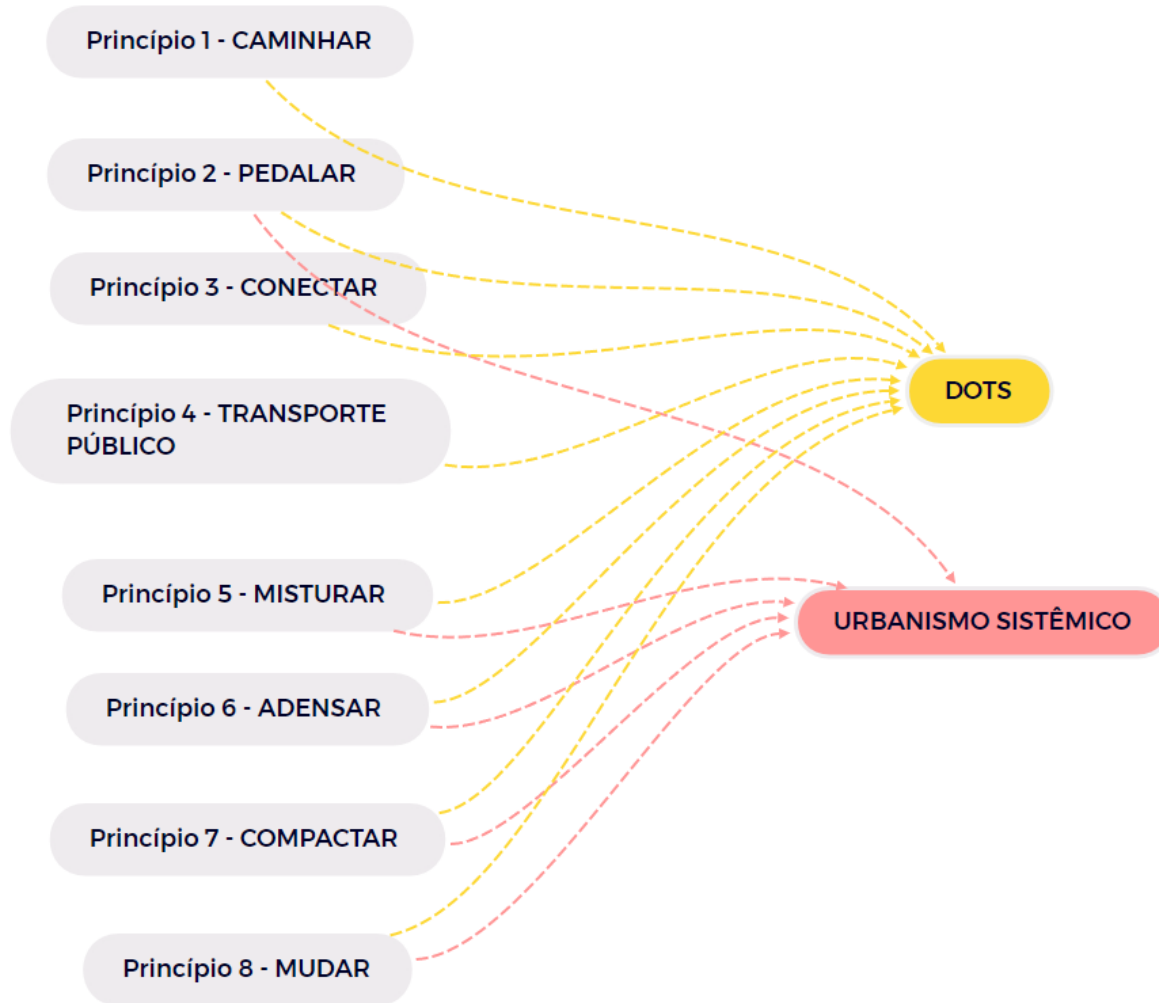 Princípio 1 - CAMINHAR
Princípio 2 - PEDALAR
Princípio 3 - CONECTAR
Princípio 4 - TRANSPORTE
PÚBLICO
Princípio 5 - MISTURAR
Princípio 6 - ADENSAR
Princípio 7 - COMPACTAR
Princípio 8 - MUDAR
DOTS
URBANISMO SISTÊMICO